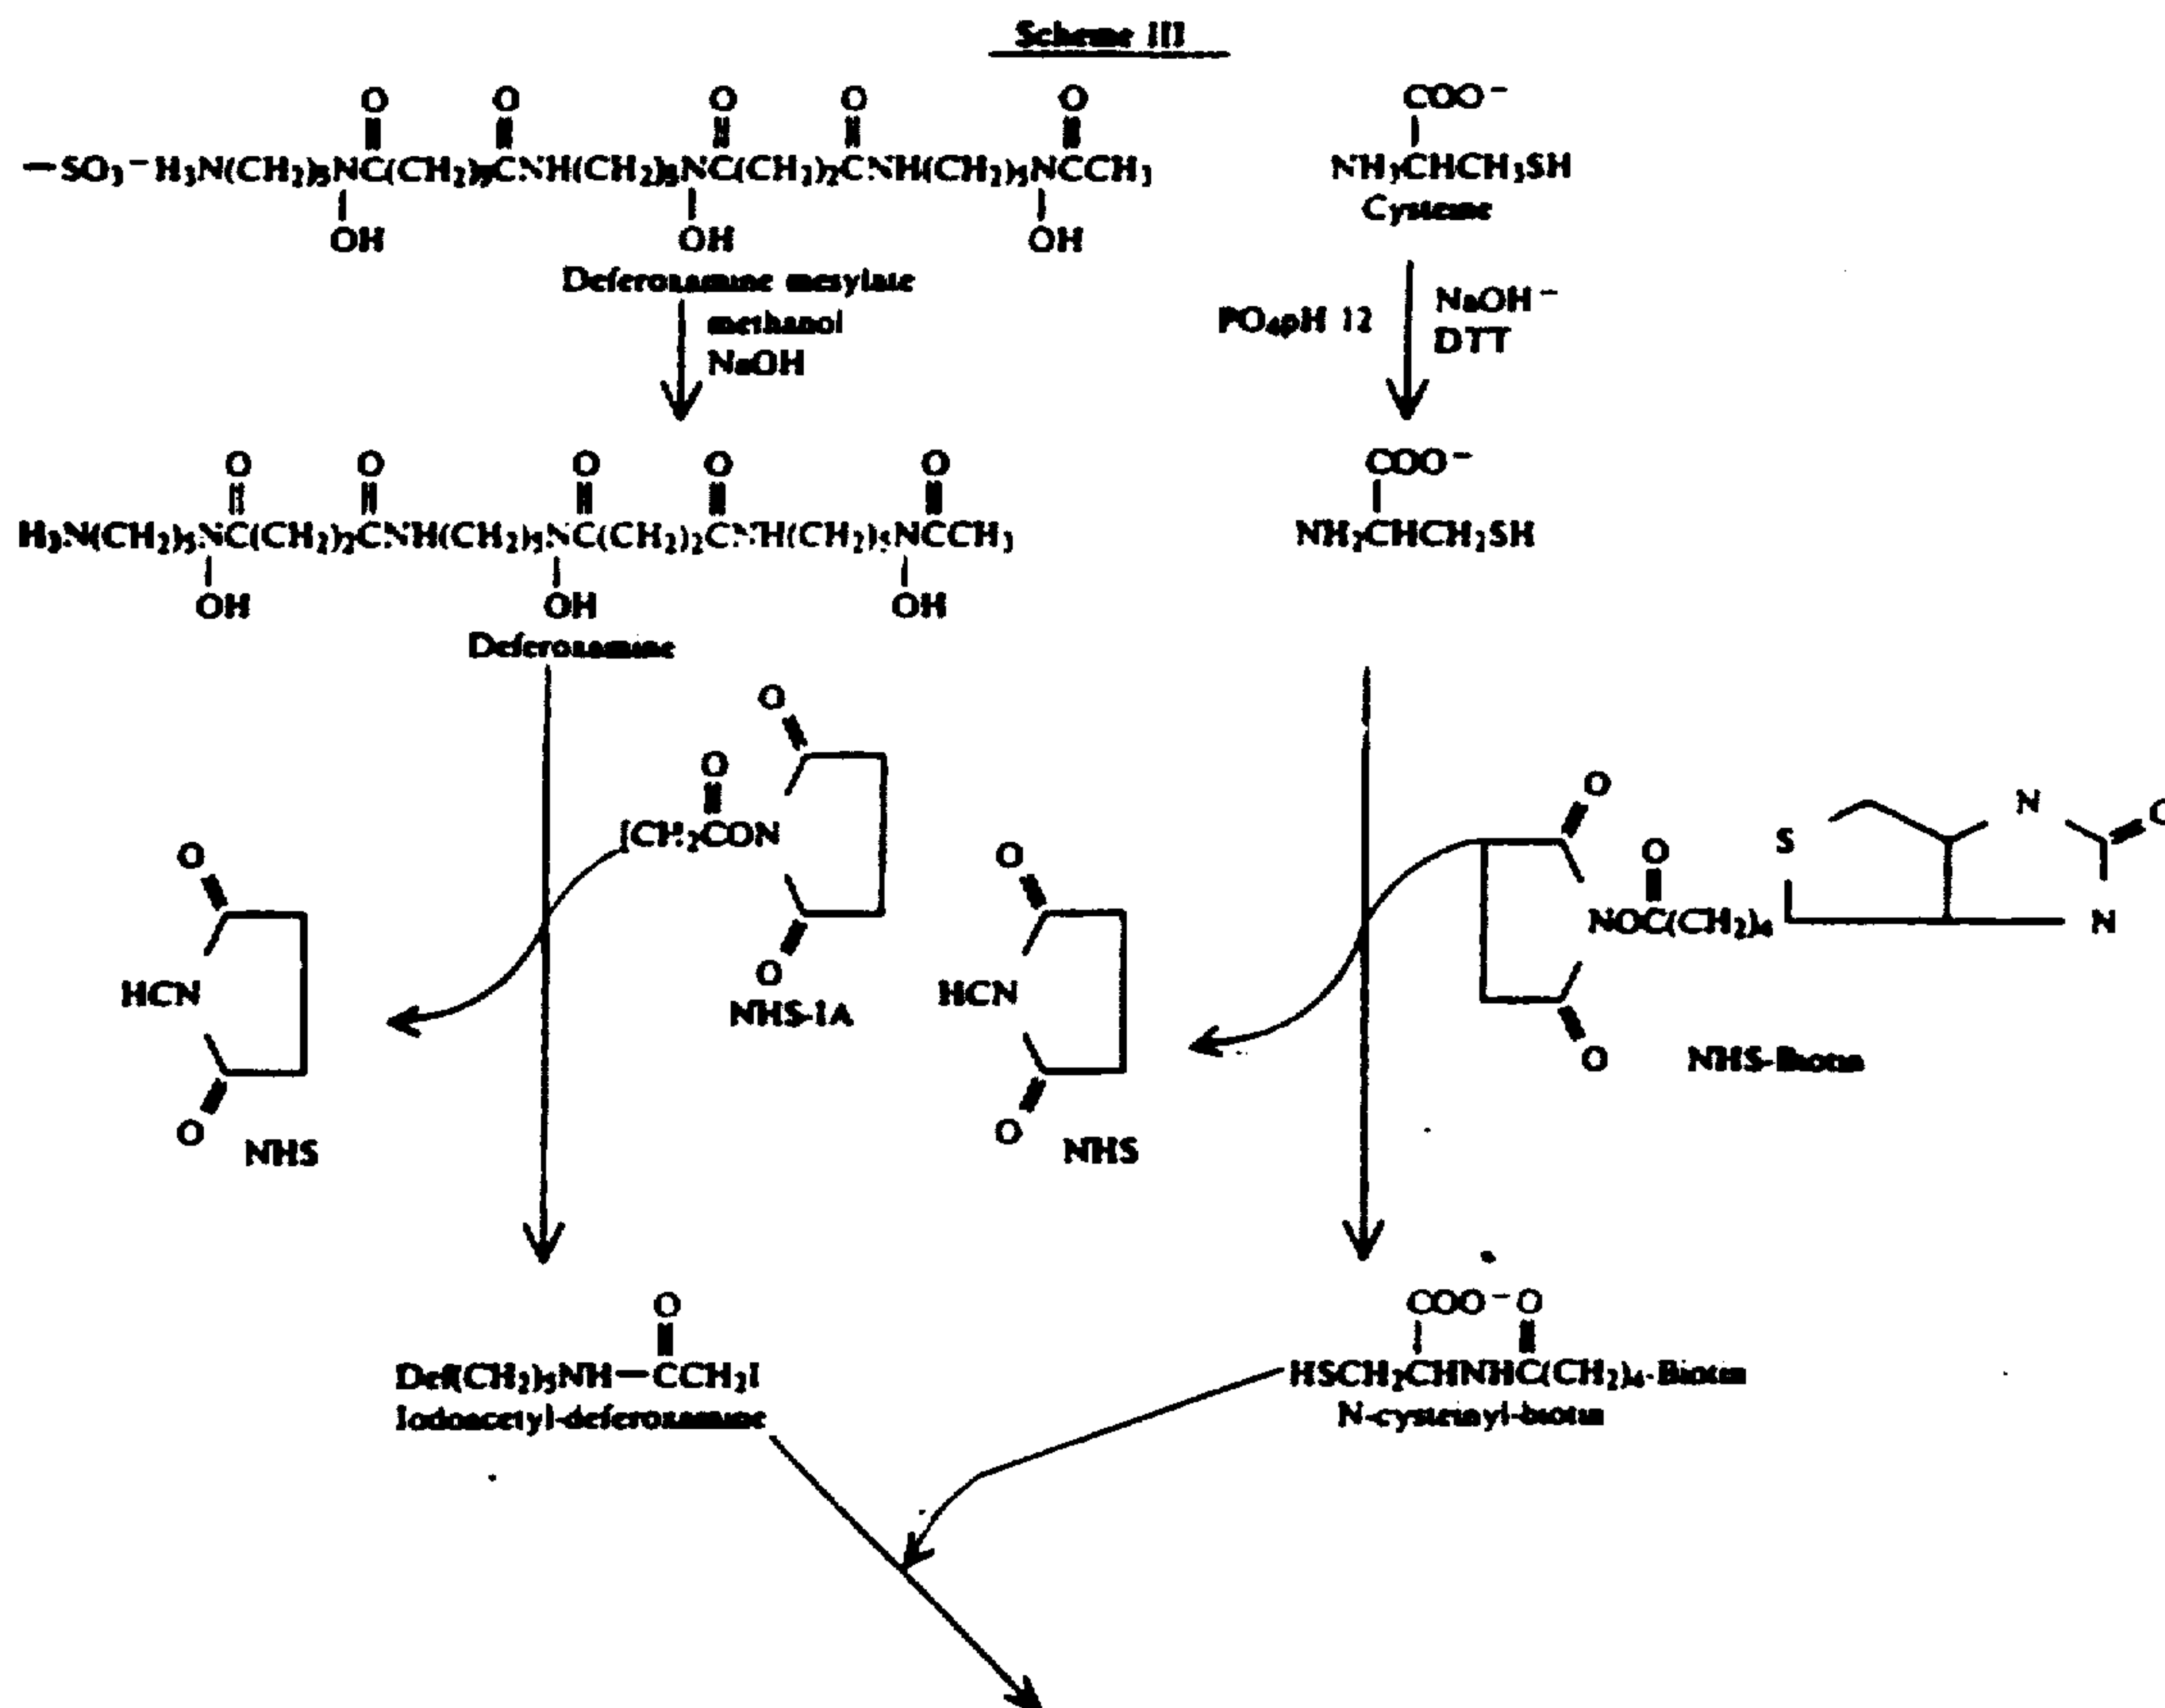 Scheme III
O O O O O COO⁻
—SO₃⁻H₃N(CH₂)₅NC(CH₂)₂CNH(CH₂)₅NC(CH₂)₂CNH(CH₂)₅NCCH₃ NH₂CHCH₂SH
OH OH OH Cysteine
Deferoxamine mesylate
methanol
NaOH
PO₄pH 12
NaOH⁻
DTT
O O O O O COO⁻
H₃N(CH₂)₅NC(CH₂)₂CNH(CH₂)₅NC(CH₂)₂CNH(CH₂)₅NCCH₃ NH₂CHCH₂SH
OH OH OH
Deferoxamine
O
O
[CH₂CON
O
NHS-IA
O
HCN
O
NHS
O
HCN
O
NHS
O
O
NOC(CH₂)₄
O
S
N
O
N
NHS-Biotin
O COO⁻ O
Def(CH₂)₅NH—CCH₂I HSCH₂CHNHC(CH₂)₄-Biotin
Iodoacetyl-deferoxamine N-cysteinyl-biotin